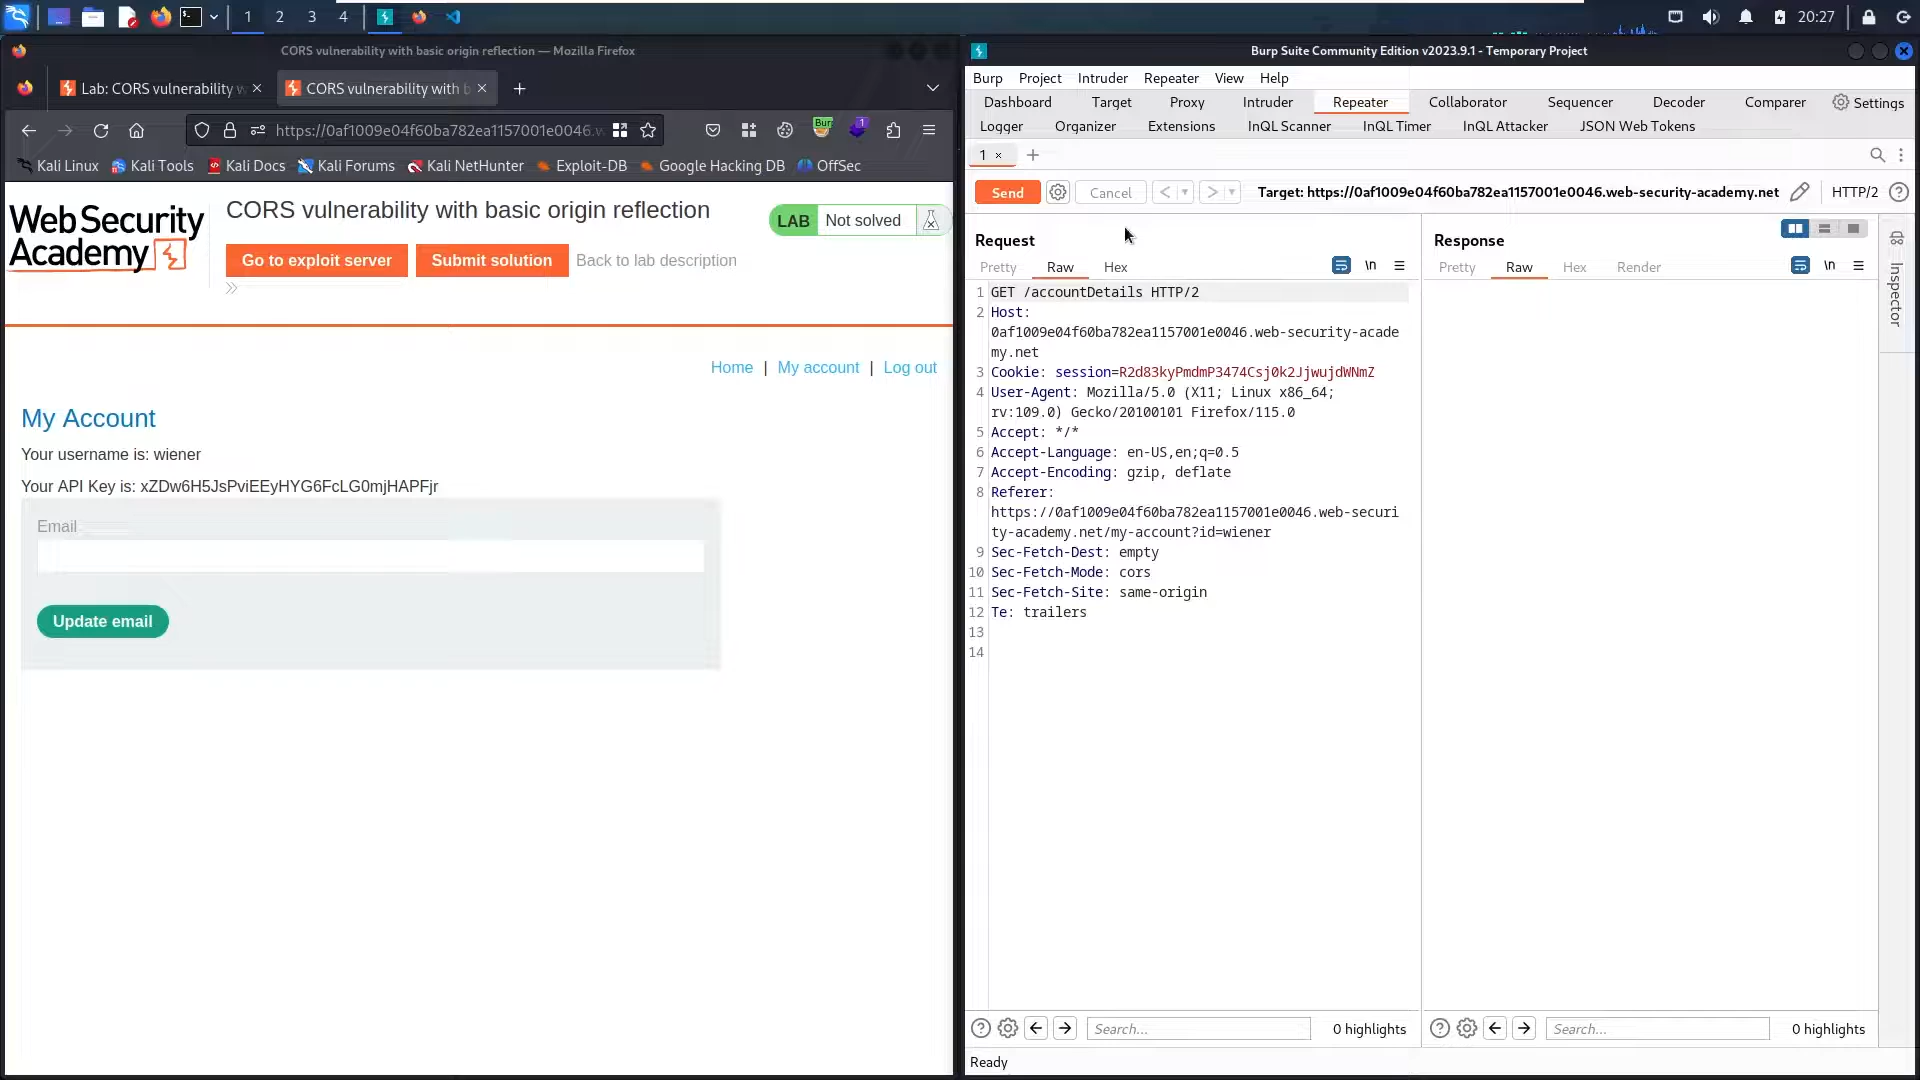 1
2
3
4
20:27
CORS vulnerability with basic origin reflection — Mozilla Firefox
Lab: CORS vulnerability w
CORS vulnerability with b
https://0af1009e04f60ba782ea1157001e0046.w
Kali Linux
Kali Tools
Kali Docs
Kali Forums
Kali NetHunter
Exploit-DB
Google Hacking DB
OffSec
Web Security
Academy
CORS vulnerability with basic origin reflection
LAB
Not solved
Go to exploit server
Submit solution
Back to lab description
Home | My account | Log out
My Account
Your username is: wiener
Your API Key is: xZDw6H5JsPviEEyHYG6FcLG0mjHAPFjr
Email
Update email
Burp Suite Community Edition v2023.9.1 - Temporary Project
Burp Project Intruder Repeater View Help
Dashboard Target Proxy Intruder Repeater Collaborator Sequencer Decoder Comparer Settings
Logger Organizer Extensions InQL Scanner InQL Timer InQL Attacker JSON Web Tokens
1 ×
Send
Cancel
Target: https://0af1009e04f60ba782ea1157001e0046.web-security-academy.net
HTTP/2
Request
Pretty Raw Hex
\n
1 GET /accountDetails HTTP/2
2 Host:
0af1009e04f60ba782ea1157001e0046.web-security-acade
my.net
3 Cookie: session=R2d83kyPmdmP3474Csj0k2JjwujdWNmZ
4 User-Agent: Mozilla/5.0 (X11; Linux x86_64;
rv:109.0) Gecko/20100101 Firefox/115.0
5 Accept: */*
6 Accept-Language: en-US,en;q=0.5
7 Accept-Encoding: gzip, deflate
8 Referer:
https://0af1009e04f60ba782ea1157001e0046.web-securi
ty-academy.net/my-account?id=wiener
9 Sec-Fetch-Dest: empty
10 Sec-Fetch-Mode: cors
11 Sec-Fetch-Site: same-origin
12 Te: trailers
13
14
Search...
0 highlights
Response
Pretty Raw Hex Render
\n
Search...
0 highlights
Inspector
Ready